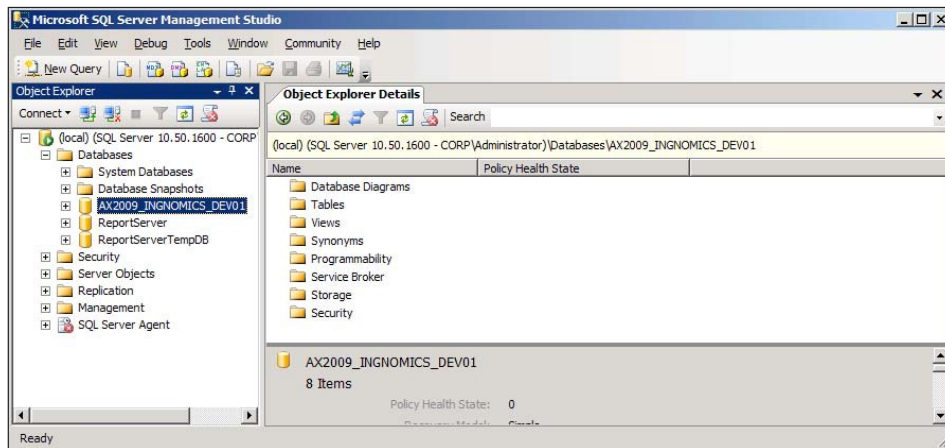 Microsoft SQL Server Management Studio
File Edit View Debug Tools Window Community Help
New Query
Object Explorer
Connect
(local) (SQL Server 10.50.1600 - CORP
Databases
System Databases
Database Snapshots
AX2009_INGNOMICS_DEV01
ReportServer
ReportServerTempDB
Security
Server Objects
Replication
Management
SQL Server Agent
Object Explorer Details
Search
(local) (SQL Server 10.50.1600 - CORP\Administrator)\Databases\AX2009_INGNOMICS_DEV01
Name Policy Health State
Database Diagrams
Tables
Views
Synonyms
Programmability
Service Broker
Storage
Security
AX2009_INGNOMICS_DEV01
8 Items
Policy Health State: 0
Ready